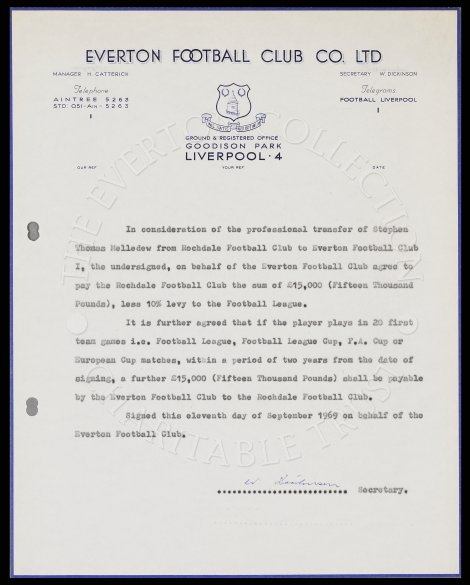 EVERTON FOOTBALL CLUB CO. LTD
MANAGER H. CATTERICK
SECRETARY W. DICKINSON
Telephone
AINTREE 5263
STD. 051-AIN-5263
Telegrams
FOOTBALL LIVERPOOL
GROUND & REGISTERED OFFICE
GOODISON PARK
LIVERPOOL·4
OUR REF
YOUR REF
DATE
In consideration of the professional transfer of Stephen
Thomas Melledew from Rochdale Football Club to Everton Football Club
I, the undersigned, on behalf of the Everton Football Club agree to
pay the Rochdale Football Club the sum of £15,000 (Fifteen Thousand
Pounds), less 10% levy to the Football League.
It is further agreed that if the player plays in 20 first
team games i.e. Football League, Football League Cup, F.A. Cup or
European Cup matches, within a period of two years from the date of
signing, a further £15,000 (Fifteen Thousand Pounds) shall be payable
by the Everton Football Club to the Rochdale Football Club.
Signed this eleventh day of September 1969 on behalf of the
Everton Football Club.
W Dickinson
Secretary.
THE EVERTON COLLECTION
CHARITABLE TRUST